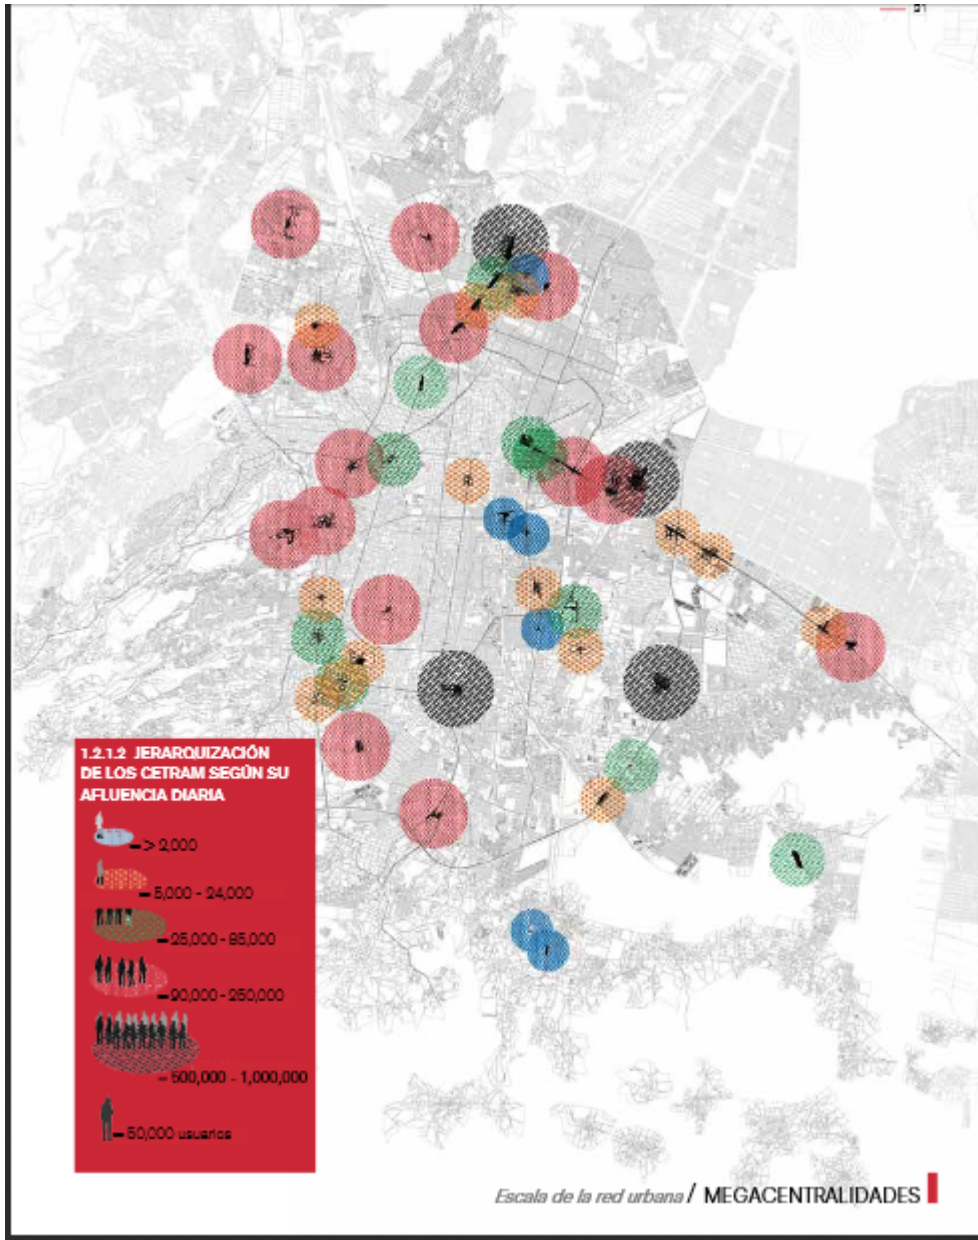 1.2.1.2 JERARQUIZACIÓN
DE LOS CETRAM SEGÚN SU
AFLUENCIA DIARIA
> 2,000
5,000 - 24,000
25,000 - 85,000
90,000 - 250,000
500,000 - 1,000,000
50,000 usuarios
Escala de la red urbana / MEGACENTRALIDADES